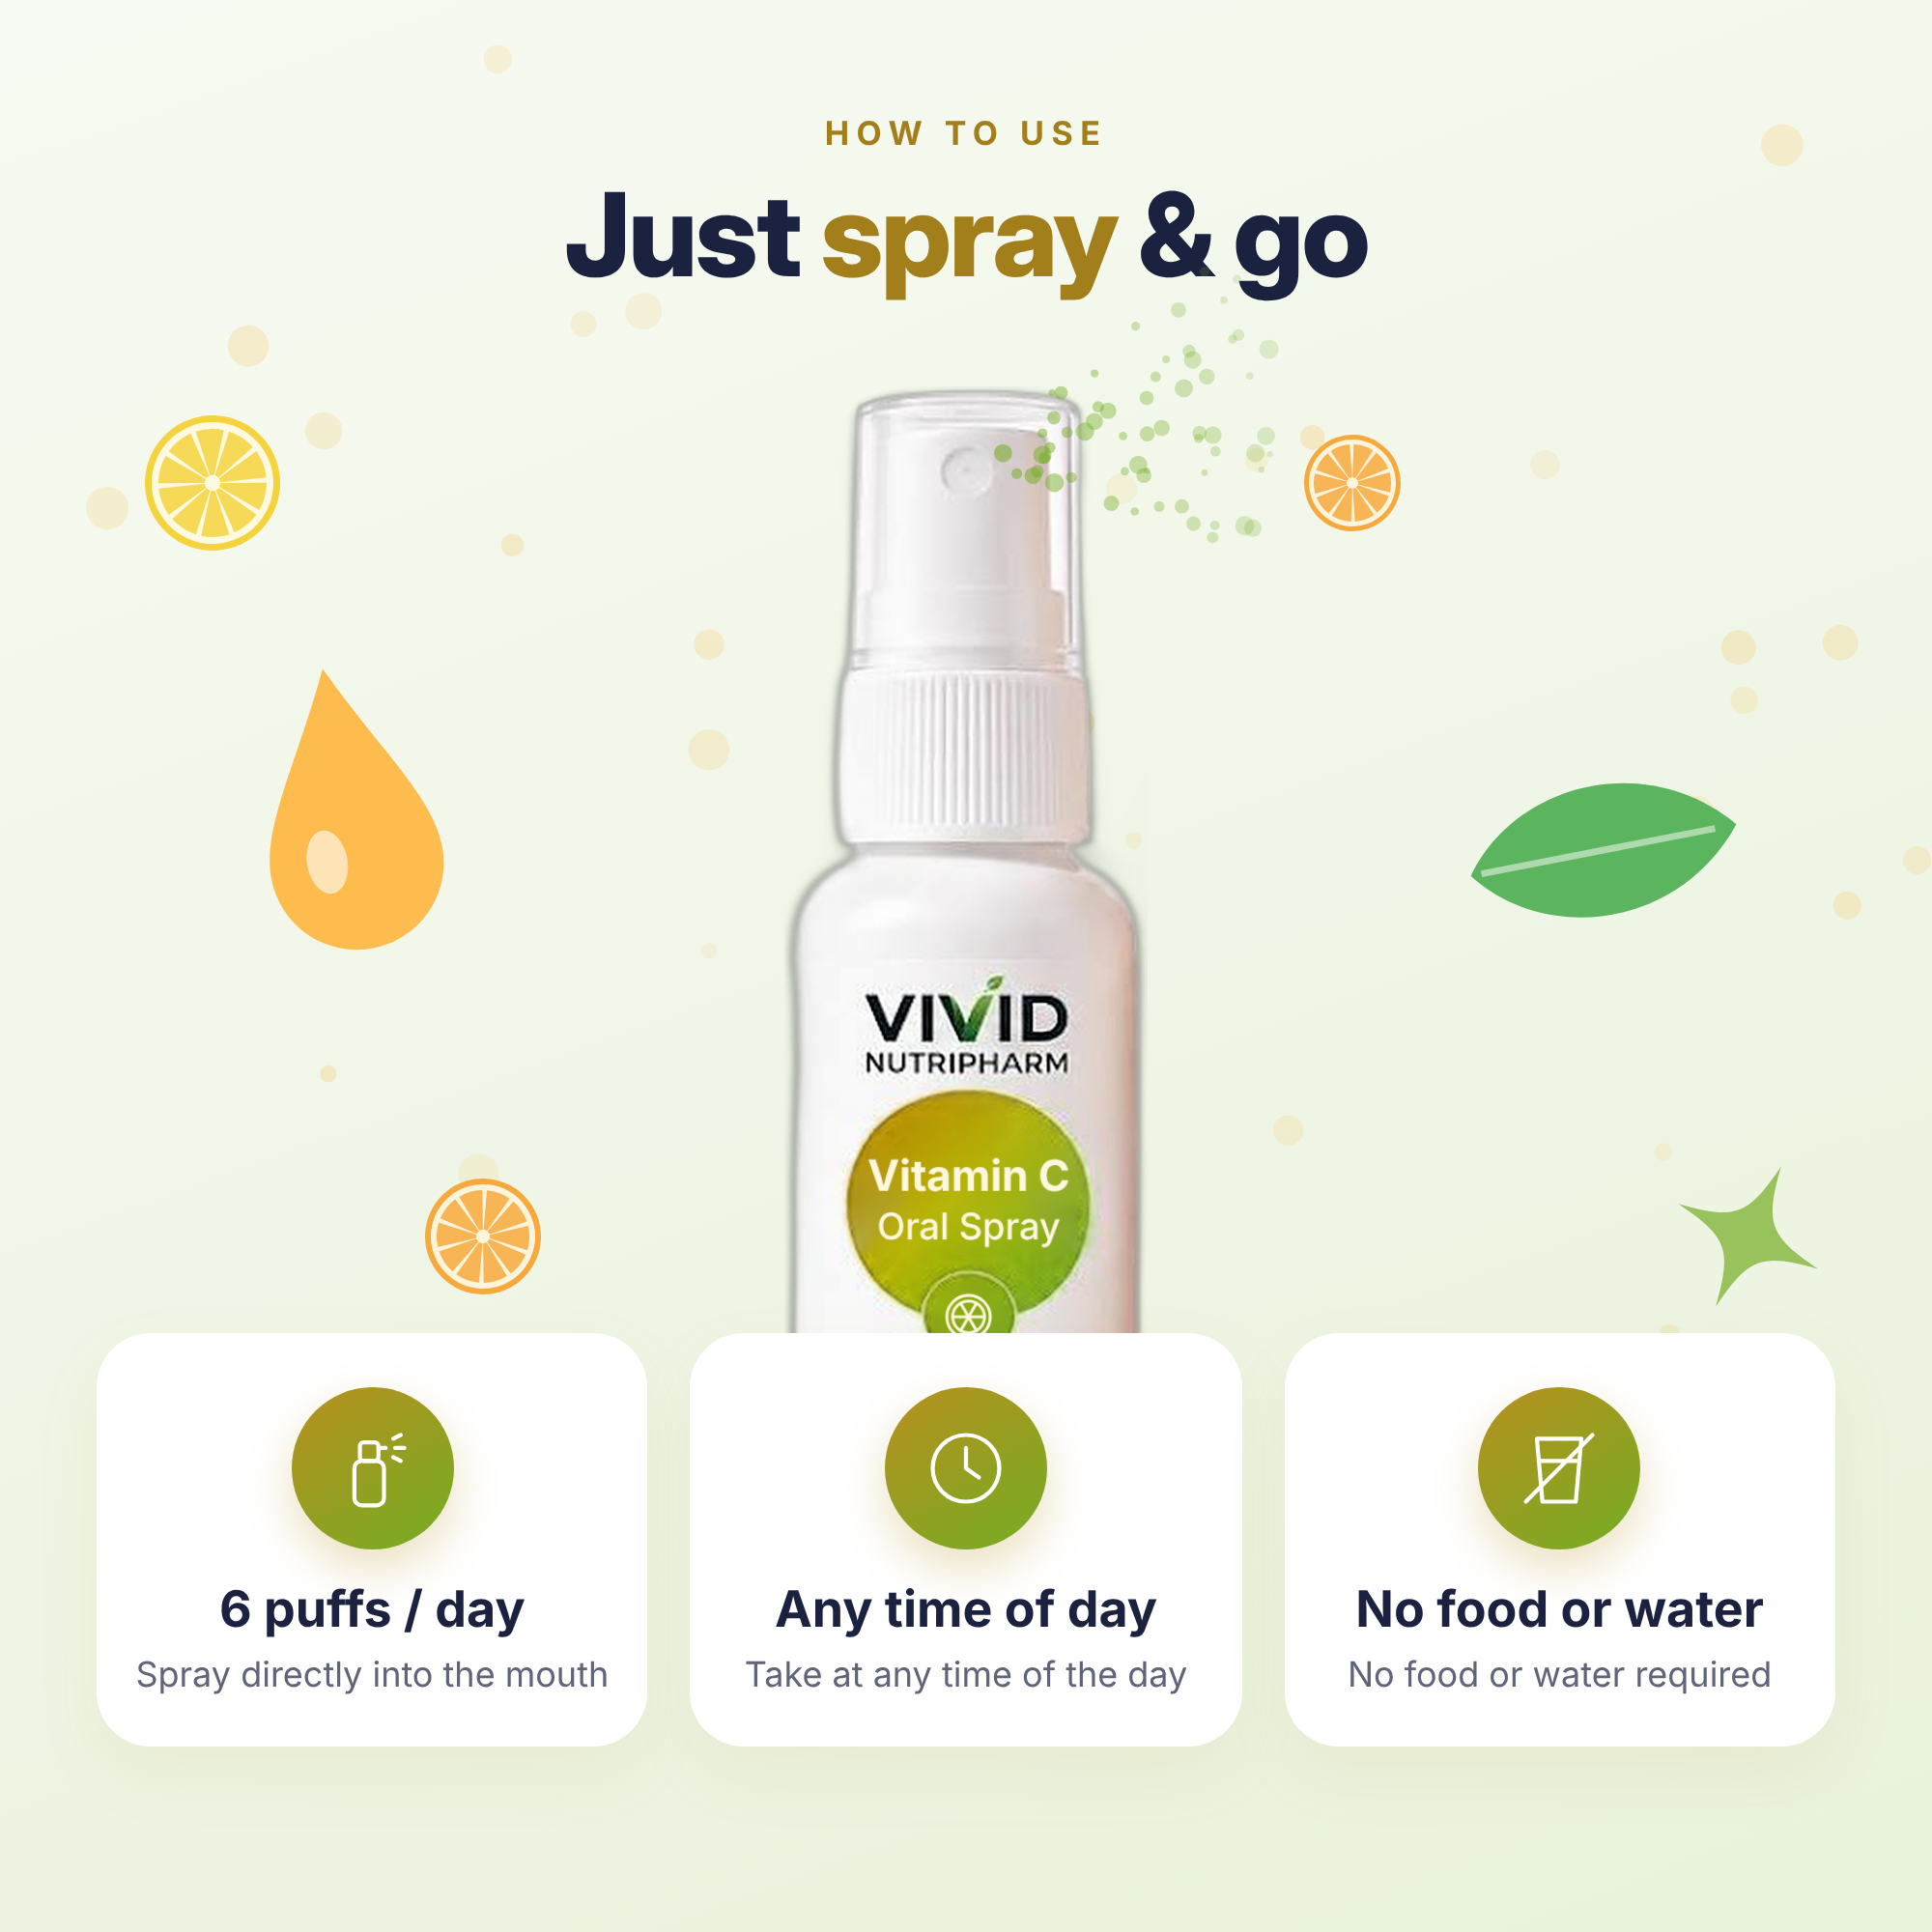 HOW TO USE
Just spray & go
VIVID
NUTRIPHARM
Vitamin C
Oral Spray
6 puffs / day
Spray directly into the mouth
Any time of day
Take at any time of the day
No food or water
No food or water required